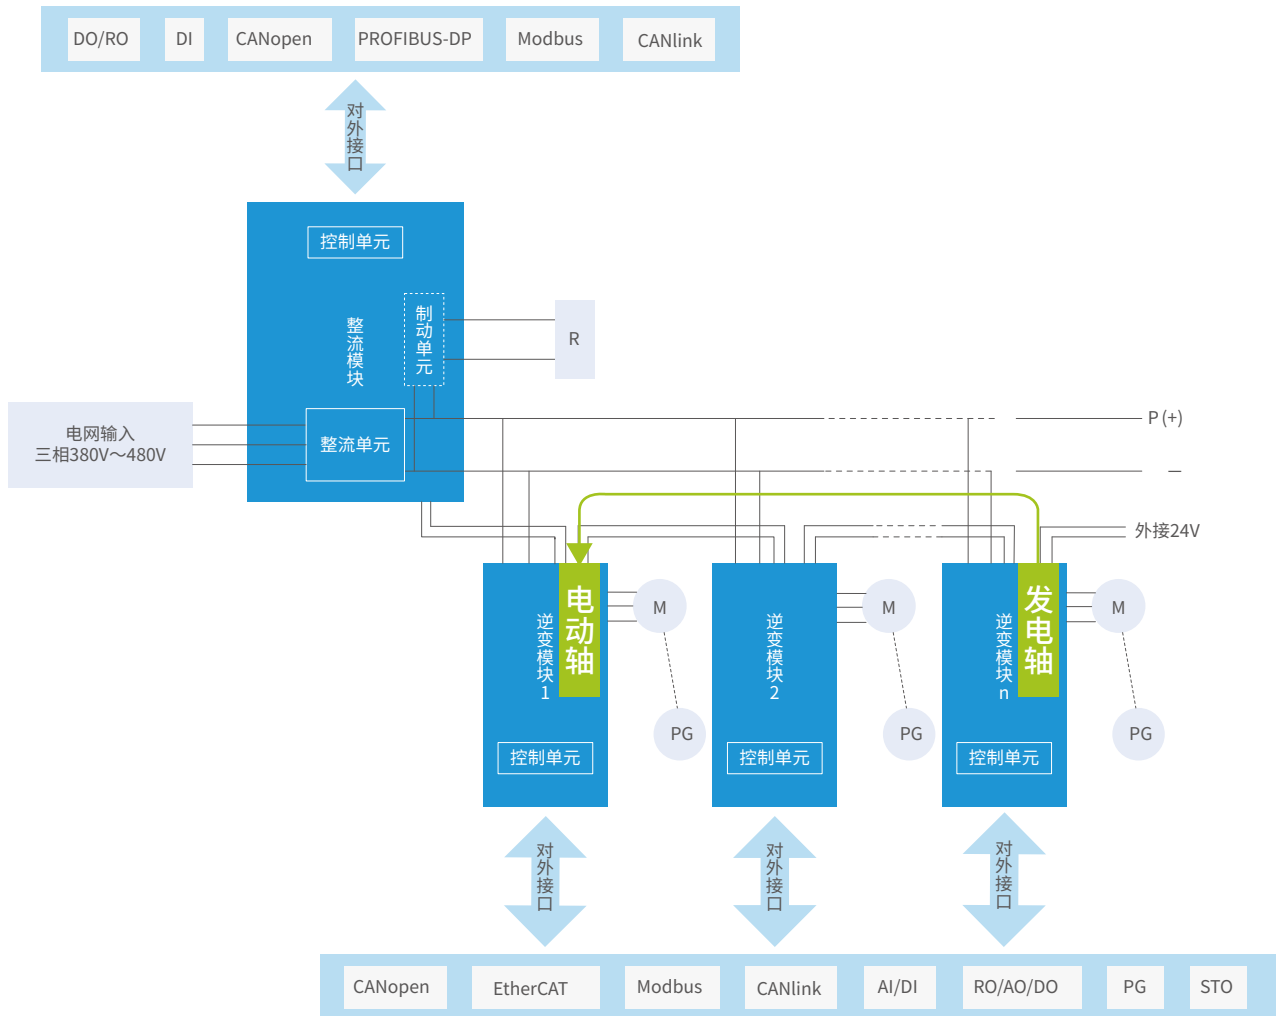 DO/RO
DI
CANopen
PROFIBUS-DP
Modbus
CANlink
对外接口
控制单元
整流模块
制动单元
R
电网输入
三相380V～480V
整流单元
P (+)
—
外接24V
逆变模块1
电动轴
M
PG
控制单元
逆变模块2
M
PG
控制单元
逆变模块n
发电轴
M
PG
控制单元
对外接口
对外接口
对外接口
CANopen
EtherCAT
Modbus
CANlink
AI/DI
RO/AO/DO
PG
STO